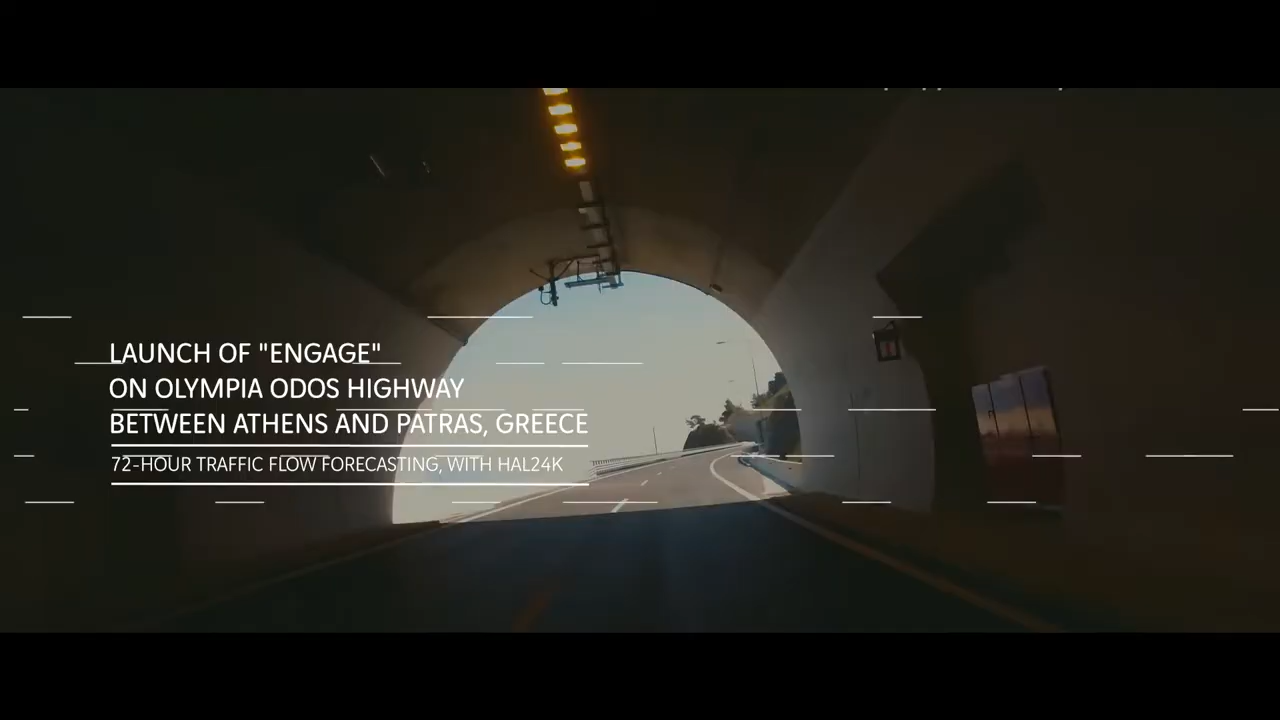 LAUNCH OF "ENGAGE"
ON OLYMPIA ODOS HIGHWAY
BETWEEN ATHENS AND PATRAS, GREECE
72-HOUR TRAFFIC FLOW FORECASTING, WITH HAL24K